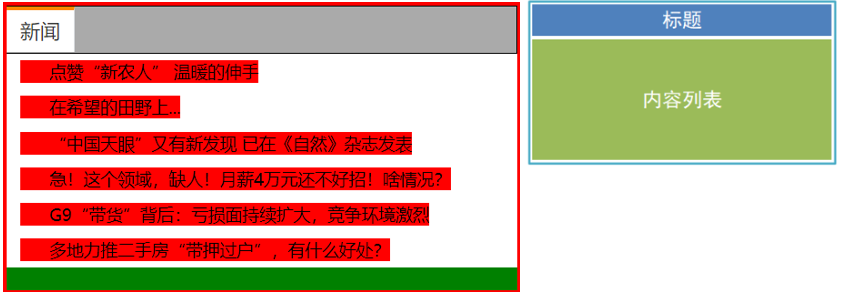 新闻
点赞“新农人” 温暖的伸手
在希望的田野上...
“中国天眼”又有新发现 已在《自然》杂志发表
急！这个领域，缺人！月薪4万元还不好招！啥情况？
G9“带货”背后：亏损面持续扩大，竞争环境激烈
多地力推二手房“带押过户”，有什么好处？
标题
内容列表